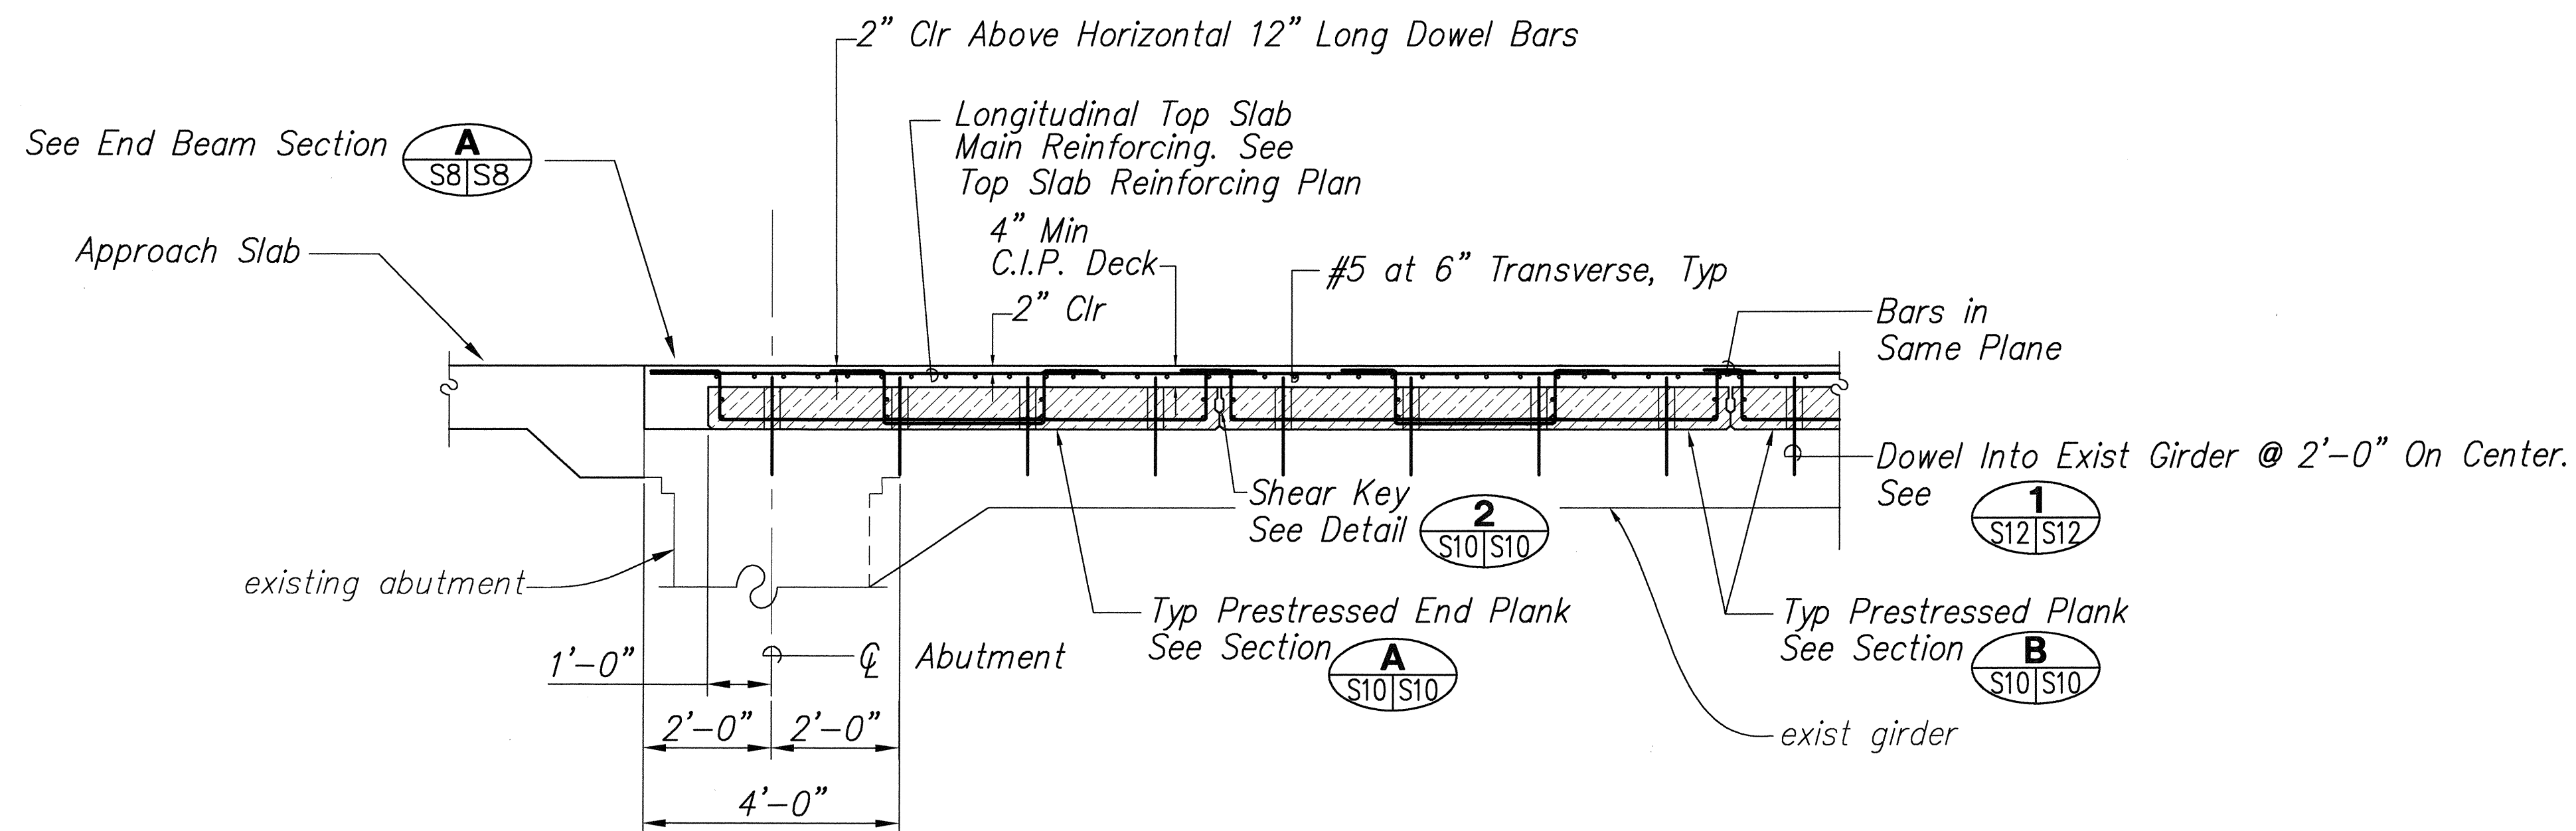 2" Clr Above Horizontal 12" Long Dowel Bars
Longitudinal Top Slab
Main Reinforcing. See
Top Slab Reinforcing Plan
See End Beam Section
A
S8 S8
4" Min
C.I.P. Deck
Approach Slab
#5 at 6" Transverse, Typ
2" Clr
Bars in
Same Plane
Dowel Into Exist Girder @ 2'-0" On Center.
See
1
S12 S12
Shear Key
See Detail
2
S10 S10
existing abutment
Typ Prestressed End Plank
See Section
A
S10 S10
Typ Prestressed Plank
See Section
B
S10 S10
1'-0"
℄ Abutment
2'-0" 2'-0"
exist girder
4'-0"